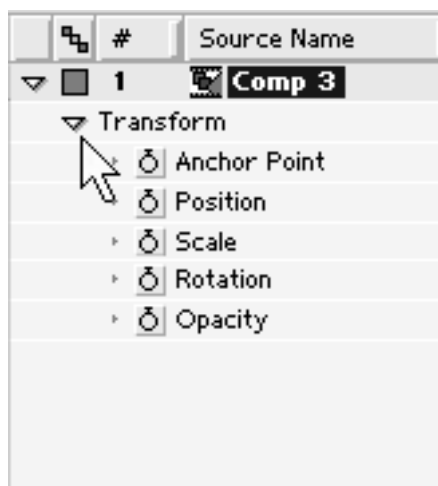 # Source Name
1 Comp 3
Transform
Anchor Point
Position
Scale
Rotation
Opacity